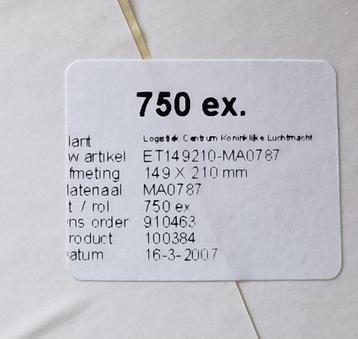 750 ex.
lant Logistiek Centrum Koninklijke Luchtmacht
w artikel ET149210-MA0787
fmeting 149 X 210 mm
lateriaal MA0787
t / rol 750 ex
ns order 910463
roduct 100384
atum 16-3-2007